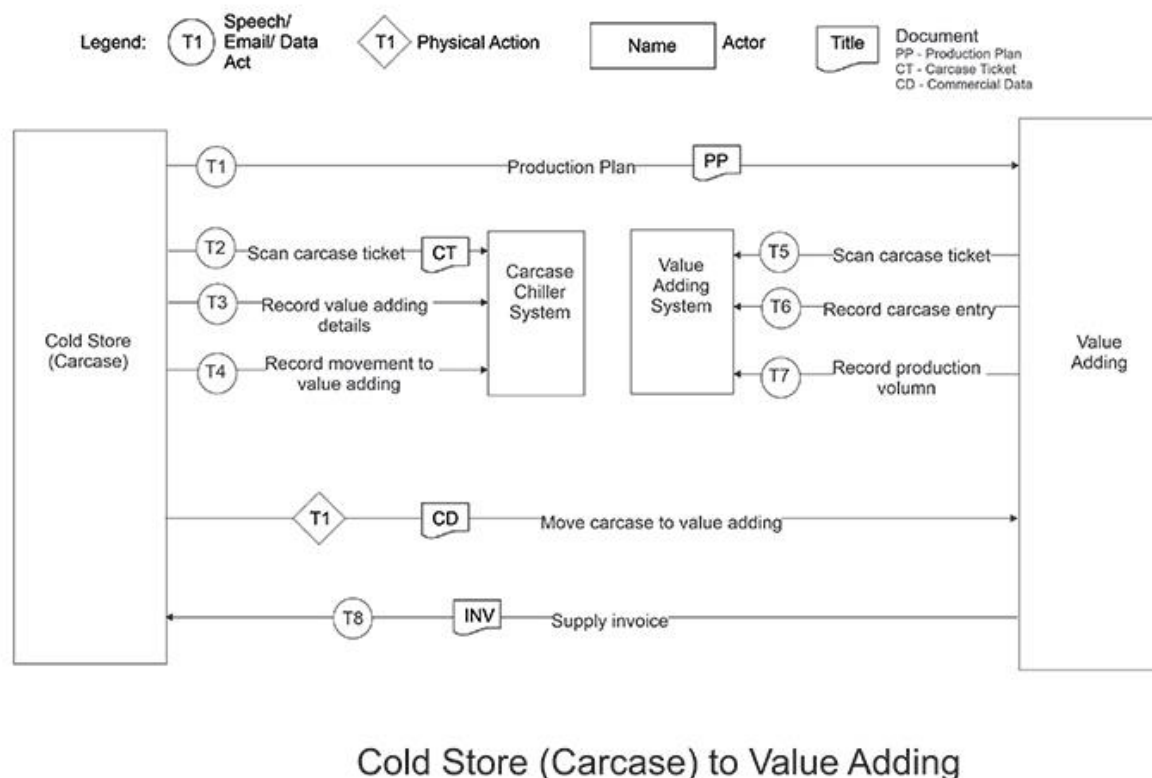 Legend:
T1
Speech/
Email/ Data
Act
T1
Physical Action
Name
Actor
Title
Document
PP - Production Plan
CT - Carcase Ticket
CD - Commercial Data
Cold Store
(Carcase)
T1
Production Plan
PP
T2
Scan carcase ticket
CT
T3
Record value adding
details
T4
Record movement to
value adding
Carcase
Chiller
System
Value
Adding
System
T5
Scan carcase ticket
T6
Record carcase entry
T7
Record production
volumn
Value
Adding
T1
CD
Move carcase to value adding
T8
INV
Supply invoice
Cold Store (Carcase) to Value Adding